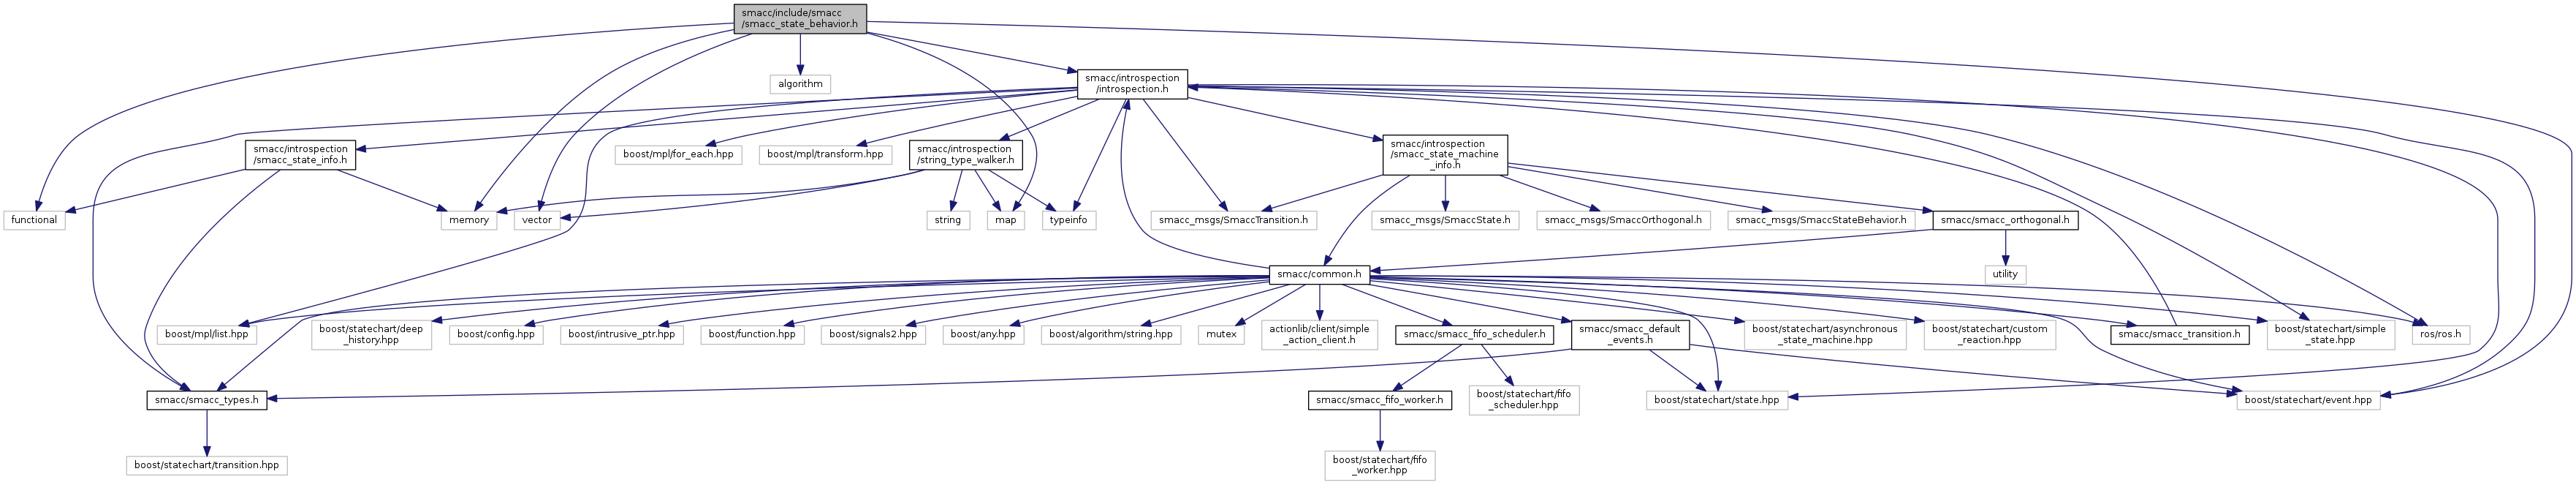 smacc/include/smacc
/smacc_state_behavior.h
algorithm
smacc/introspection
/introspection.h
smacc/introspection
/smacc_state_info.h
boost/mpl/for_each.hpp
boost/mpl/transform.hpp
smacc/introspection
/string_type_walker.h
smacc/introspection
/smacc_state_machine
_info.h
functional
memory
vector
string
map
typeinfo
smacc_msgs/SmaccTransition.h
smacc_msgs/SmaccState.h
smacc_msgs/SmaccOrthogonal.h
smacc_msgs/SmaccStateBehavior.h
smacc/smacc_orthogonal.h
smacc/common.h
utility
boost/mpl/list.hpp
boost/statechart/deep
_history.hpp
boost/config.hpp
boost/intrusive_ptr.hpp
boost/function.hpp
boost/signals2.hpp
boost/any.hpp
boost/algorithm/string.hpp
mutex
actionlib/client/simple
_action_client.h
smacc/smacc_fifo_scheduler.h
smacc/smacc_default
_events.h
boost/statechart/asynchronous
_state_machine.hpp
boost/statechart/custom
_reaction.hpp
smacc/smacc_transition.h
boost/statechart/simple
_state.hpp
ros/ros.h
smacc/smacc_types.h
smacc/smacc_fifo_worker.h
boost/statechart/fifo
_scheduler.hpp
boost/statechart/state.hpp
boost/statechart/event.hpp
boost/statechart/transition.hpp
boost/statechart/fifo
_worker.hpp